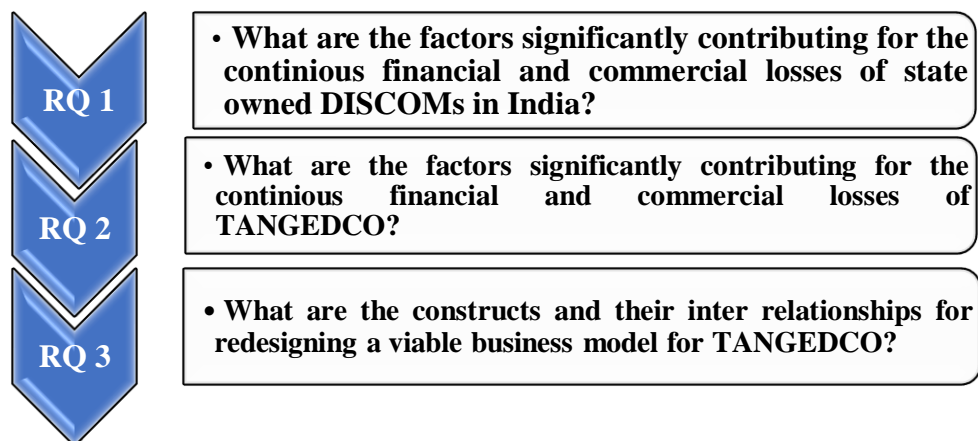 RQ 1
• What are the factors significantly contributing for the
continious financial and commercial losses of state
owned DISCOMs in India?
RQ 2
• What are the factors significantly contributing for the
continious financial and commercial losses of
TANGEDCO?
RQ 3
• What are the constructs and their inter relationships for
redesigning a viable business model for TANGEDCO?